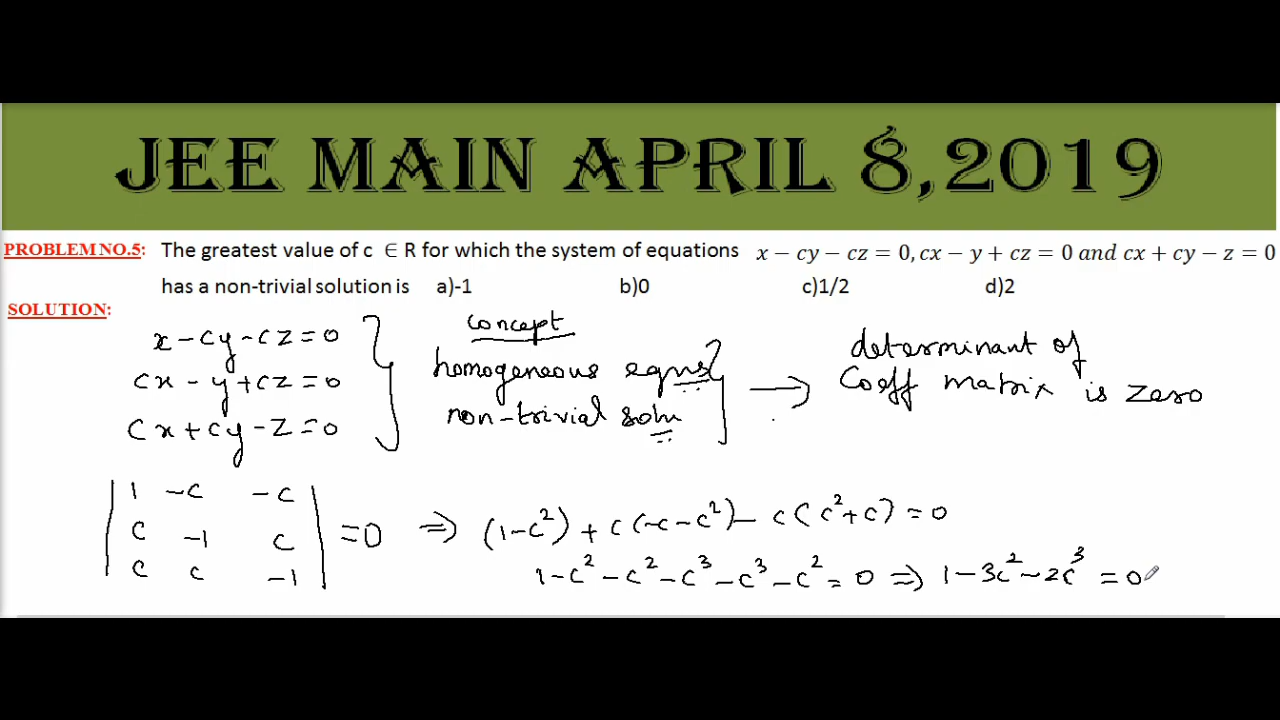 JEE MAIN APRIL 8,2019
PROBLEM NO.5: The greatest value of c ∈ R for which the system of equations x − cy − cz = 0, cx − y + cz = 0 and cx + cy − z = 0
has a non-trivial solution is a)-1 b)0 c)1/2 d)2
SOLUTION:
x - cy - cz = 0
cx - y + cz = 0
cx + cy - z = 0
concept
homogeneous eqns
non-trivial soln
→
determinant of
Coeff matrix is zero
| 1 -c -c |
| c -1 c | = 0 ⇒ (1-c²) + c(-c-c²) - c(c²+c) = 0
| c c -1 |
1-c²-c²-c³-c³-c² = 0 ⇒ 1-3c²-2c³ = 0